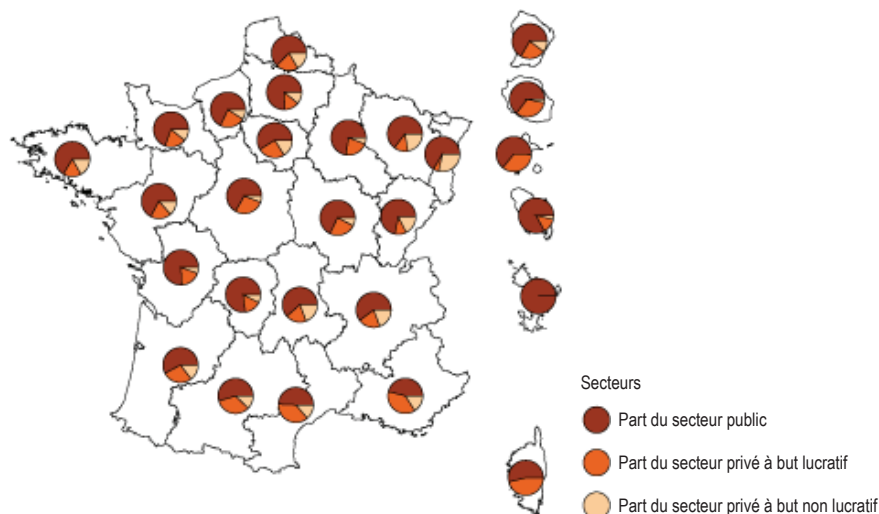 Secteurs
Part du secteur public
Part du secteur privé à but lucratif
Part du secteur privé à but non lucratif